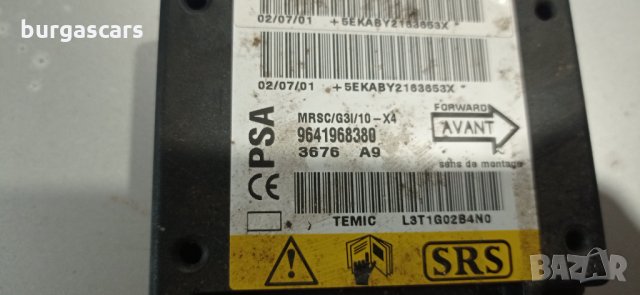 burgascars
02/07/01 +5EKABY2163653X*
02/07/01 +5EKABY2163653X*
PSA
MRSC/G3I/10-X4
9641968380
3676 A9
FORWARD
AVANT
sens de montage
CE
TEMIC L3T1G02B4N0
SRS
BAZAR